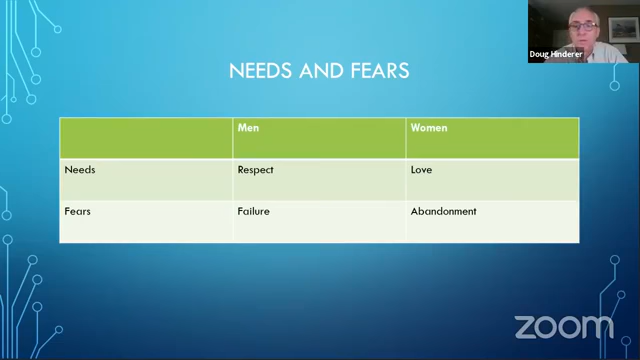 Doug Hinderer
NEEDS AND FEARS
Men Women
Needs Respect Love
Fears Failure Abandonment
zoom